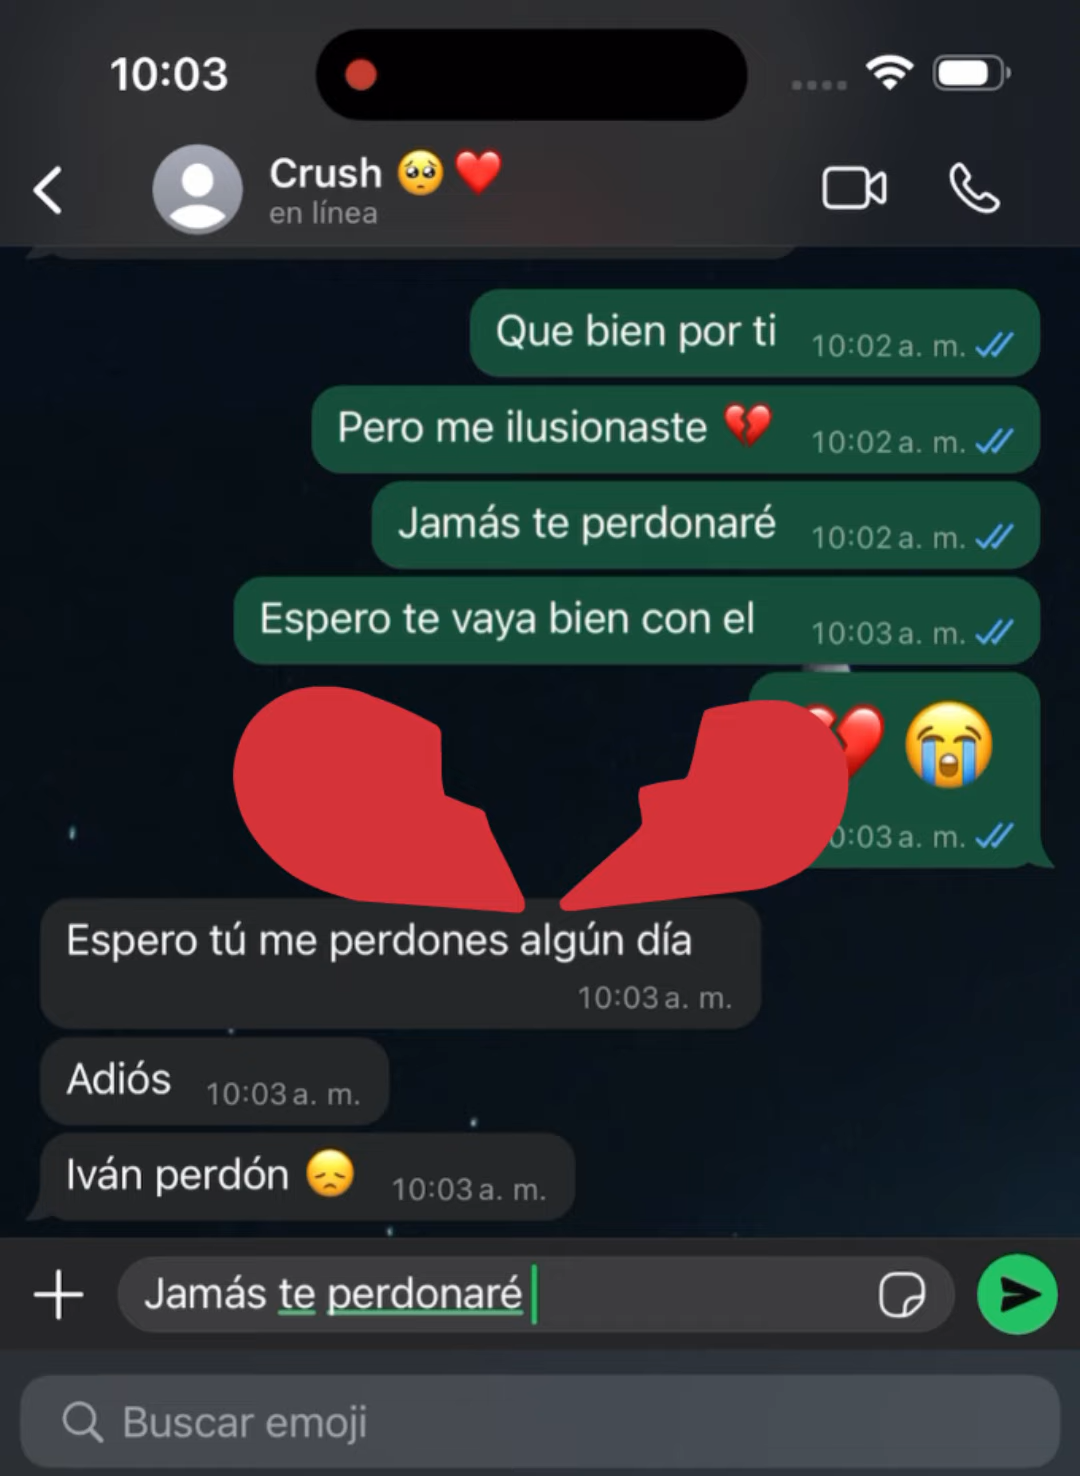 10:03
Crush 🥺 ❤️
en línea
Que bien por ti 10:02 a. m.
Pero me ilusionaste 💔 10:02 a. m.
Jamás te perdonaré 10:02 a. m.
Espero te vaya bien con el 10:03 a. m.
💔 😭
0:03 a. m.
Espero tú me perdones algún día
10:03 a. m.
Adiós 10:03 a. m.
Iván perdón 😞 10:03 a. m.
Jamás te perdonaré
Buscar emoji